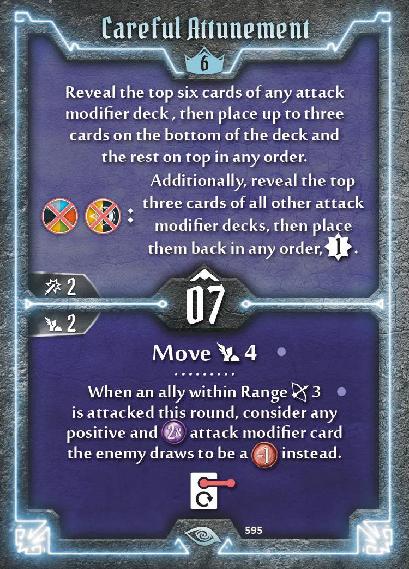 Careful Attunement
6
Reveal the top six cards of any attack
modifier deck, then place up to three
cards on the bottom of the deck and
the rest on top in any order.
Additionally, reveal the top
three cards of all other attack
: modifier decks, then place
them back in any order, 1.
2
07
2
Move 4
When an ally within Range 3
is attacked this round, consider any
positive and 2x attack modifier card
the enemy draws to be a -1 instead.
595